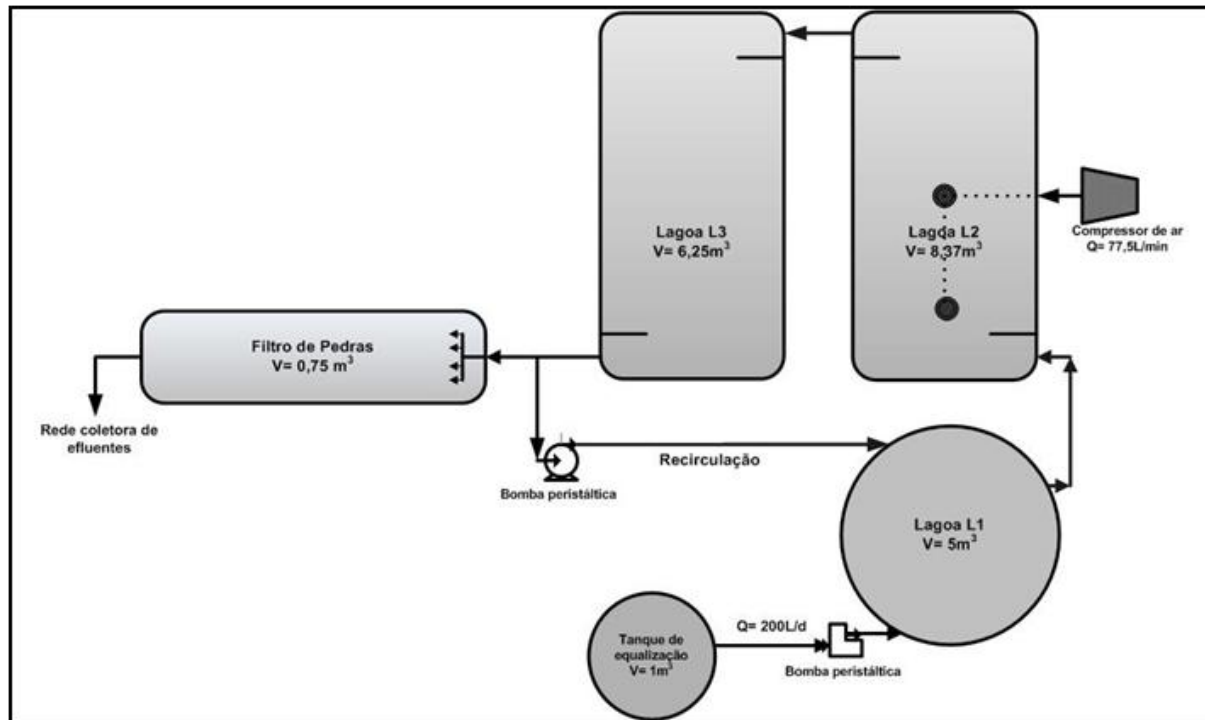 Lagoa L3
V= 6,25m³
Lagoa L2
V= 8,37m³
Compressor de ar
Q= 77,5L/min
Filtro de Pedras
V= 0,75 m³
Rede coletora de
efluentes
Recirculação
Bomba peristáltica
Lagoa L1
V= 5m³
Q= 200L/d
Tanque de
equalização
V= 1m³
Bomba peristáltica